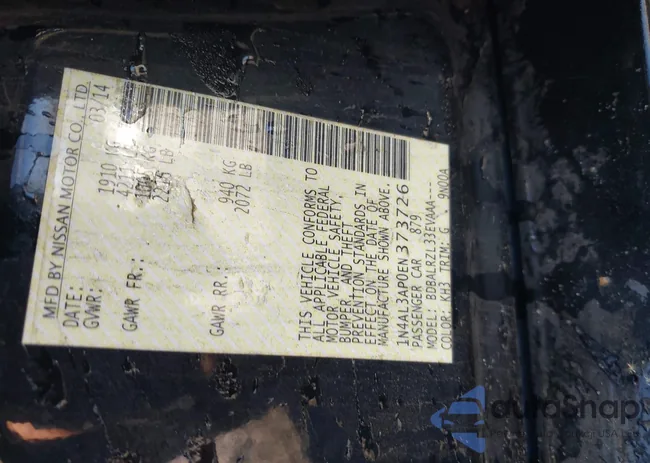 MFD BY NISSAN MOTOR CO., LTD.
DATE: 03/14
GVWR: 1910 KG
4211 LB
GAWR FR.: KG
2235 LB
GAWR RR.: 940 KG
2072 LB
THIS VEHICLE CONFORMS TO
ALL APPLICABLE FEDERAL
MOTOR VEHICLE SAFETY,
BUMPER, AND THEFT
PREVENTION STANDARDS IN
EFFECT ON THE DATE OF
MANUFACTURE SHOWN ABOVE.
1N4AL3AP0EN373726
PASSENGER CAR 879
MODEL: BDBALRZL33EVAAA---
COLOR: KH3 TRIM: G 9N00A
autoSnap